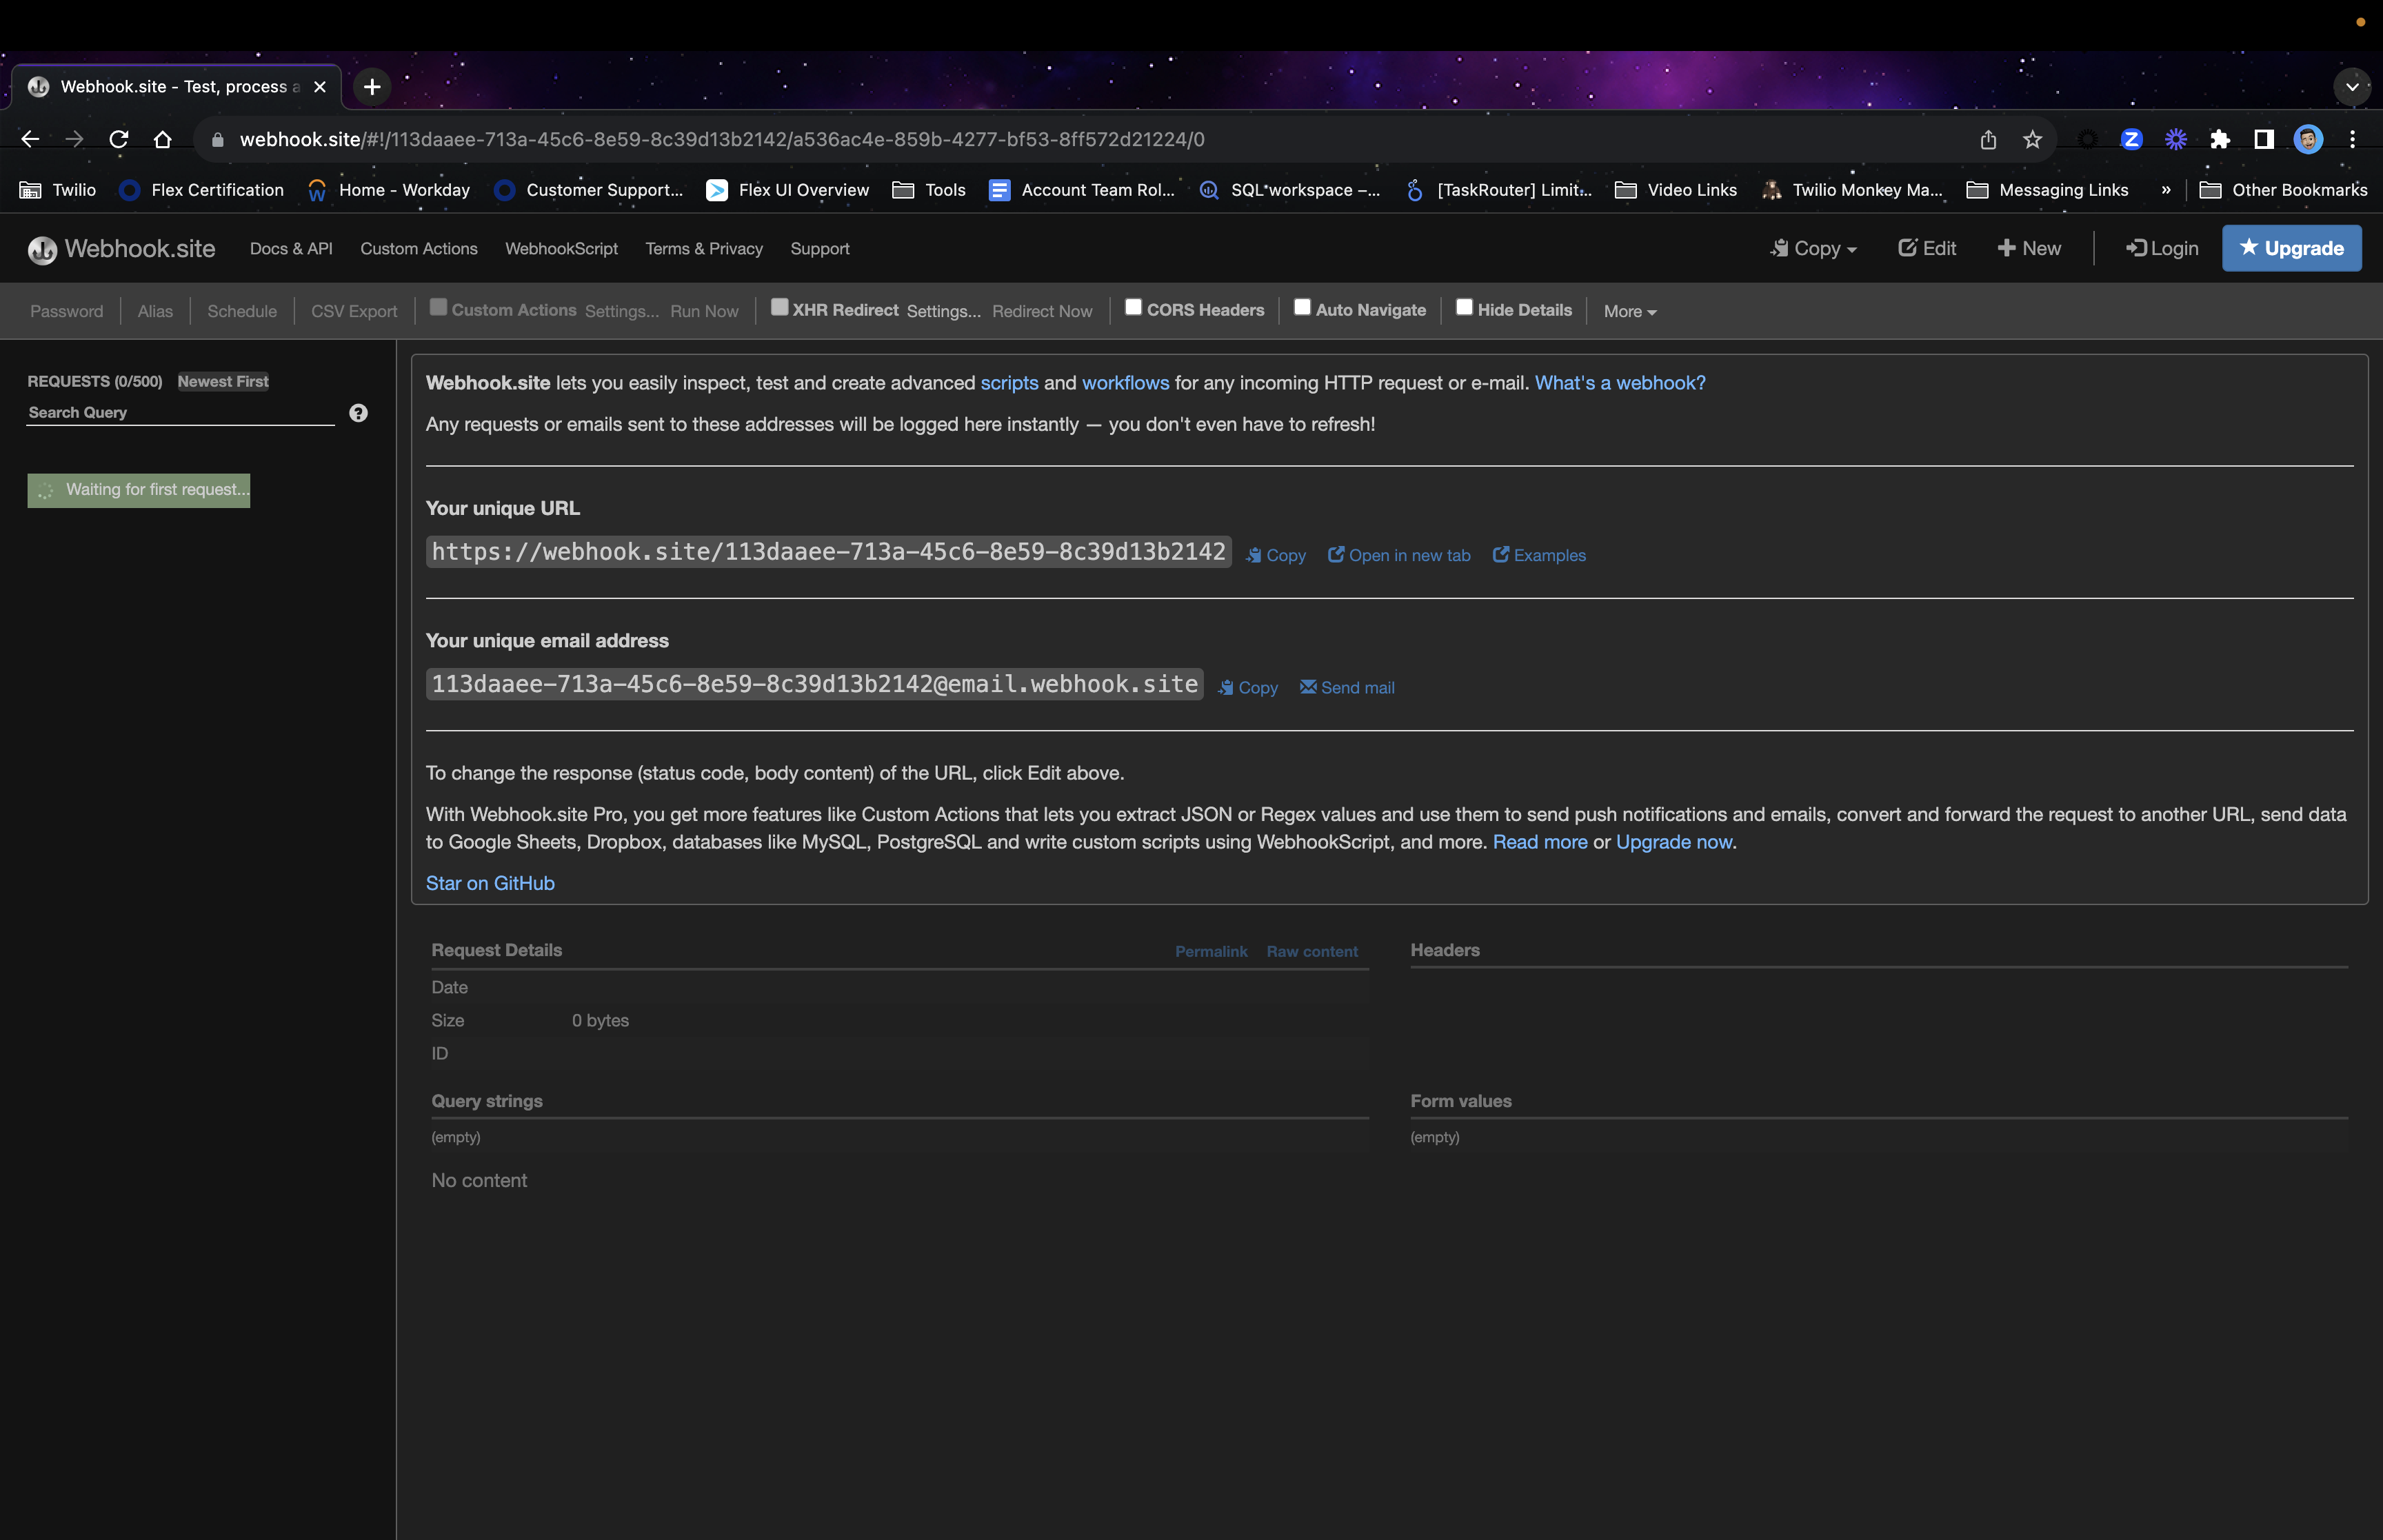 Webhook.site - Test, process a
webhook.site/#!/113daaee-713a-45c6-8e59-8c39d13b2142/a536ac4e-859b-4277-bf53-8ff572d21224/0
Twilio Flex Certification Home - Workday Customer Support... Flex UI Overview Tools Account Team Rol... SQL workspace –... [TaskRouter] Limit... Video Links Twilio Monkey Ma... Messaging Links » Other Bookmarks
Webhook.site Docs & API Custom Actions WebhookScript Terms & Privacy Support Copy Edit New Login Upgrade
Password Alias Schedule CSV Export Custom Actions Settings... Run Now XHR Redirect Settings... Redirect Now CORS Headers Auto Navigate Hide Details More
REQUESTS (0/500) Newest First
Search Query
Waiting for first request...
Webhook.site lets you easily inspect, test and create advanced scripts and workflows for any incoming HTTP request or e-mail. What's a webhook?
Any requests or emails sent to these addresses will be logged here instantly — you don't even have to refresh!
Your unique URL
https://webhook.site/113daaee-713a-45c6-8e59-8c39d13b2142 Copy Open in new tab Examples
Your unique email address
113daaee-713a-45c6-8e59-8c39d13b2142@email.webhook.site Copy Send mail
To change the response (status code, body content) of the URL, click Edit above.
With Webhook.site Pro, you get more features like Custom Actions that lets you extract JSON or Regex values and use them to send push notifications and emails, convert and forward the request to another URL, send data
to Google Sheets, Dropbox, databases like MySQL, PostgreSQL and write custom scripts using WebhookScript, and more. Read more or Upgrade now.
Star on GitHub
Request Details Permalink Raw content
Date
Size 0 bytes
ID
Headers
Query strings
(empty)
Form values
(empty)
No content